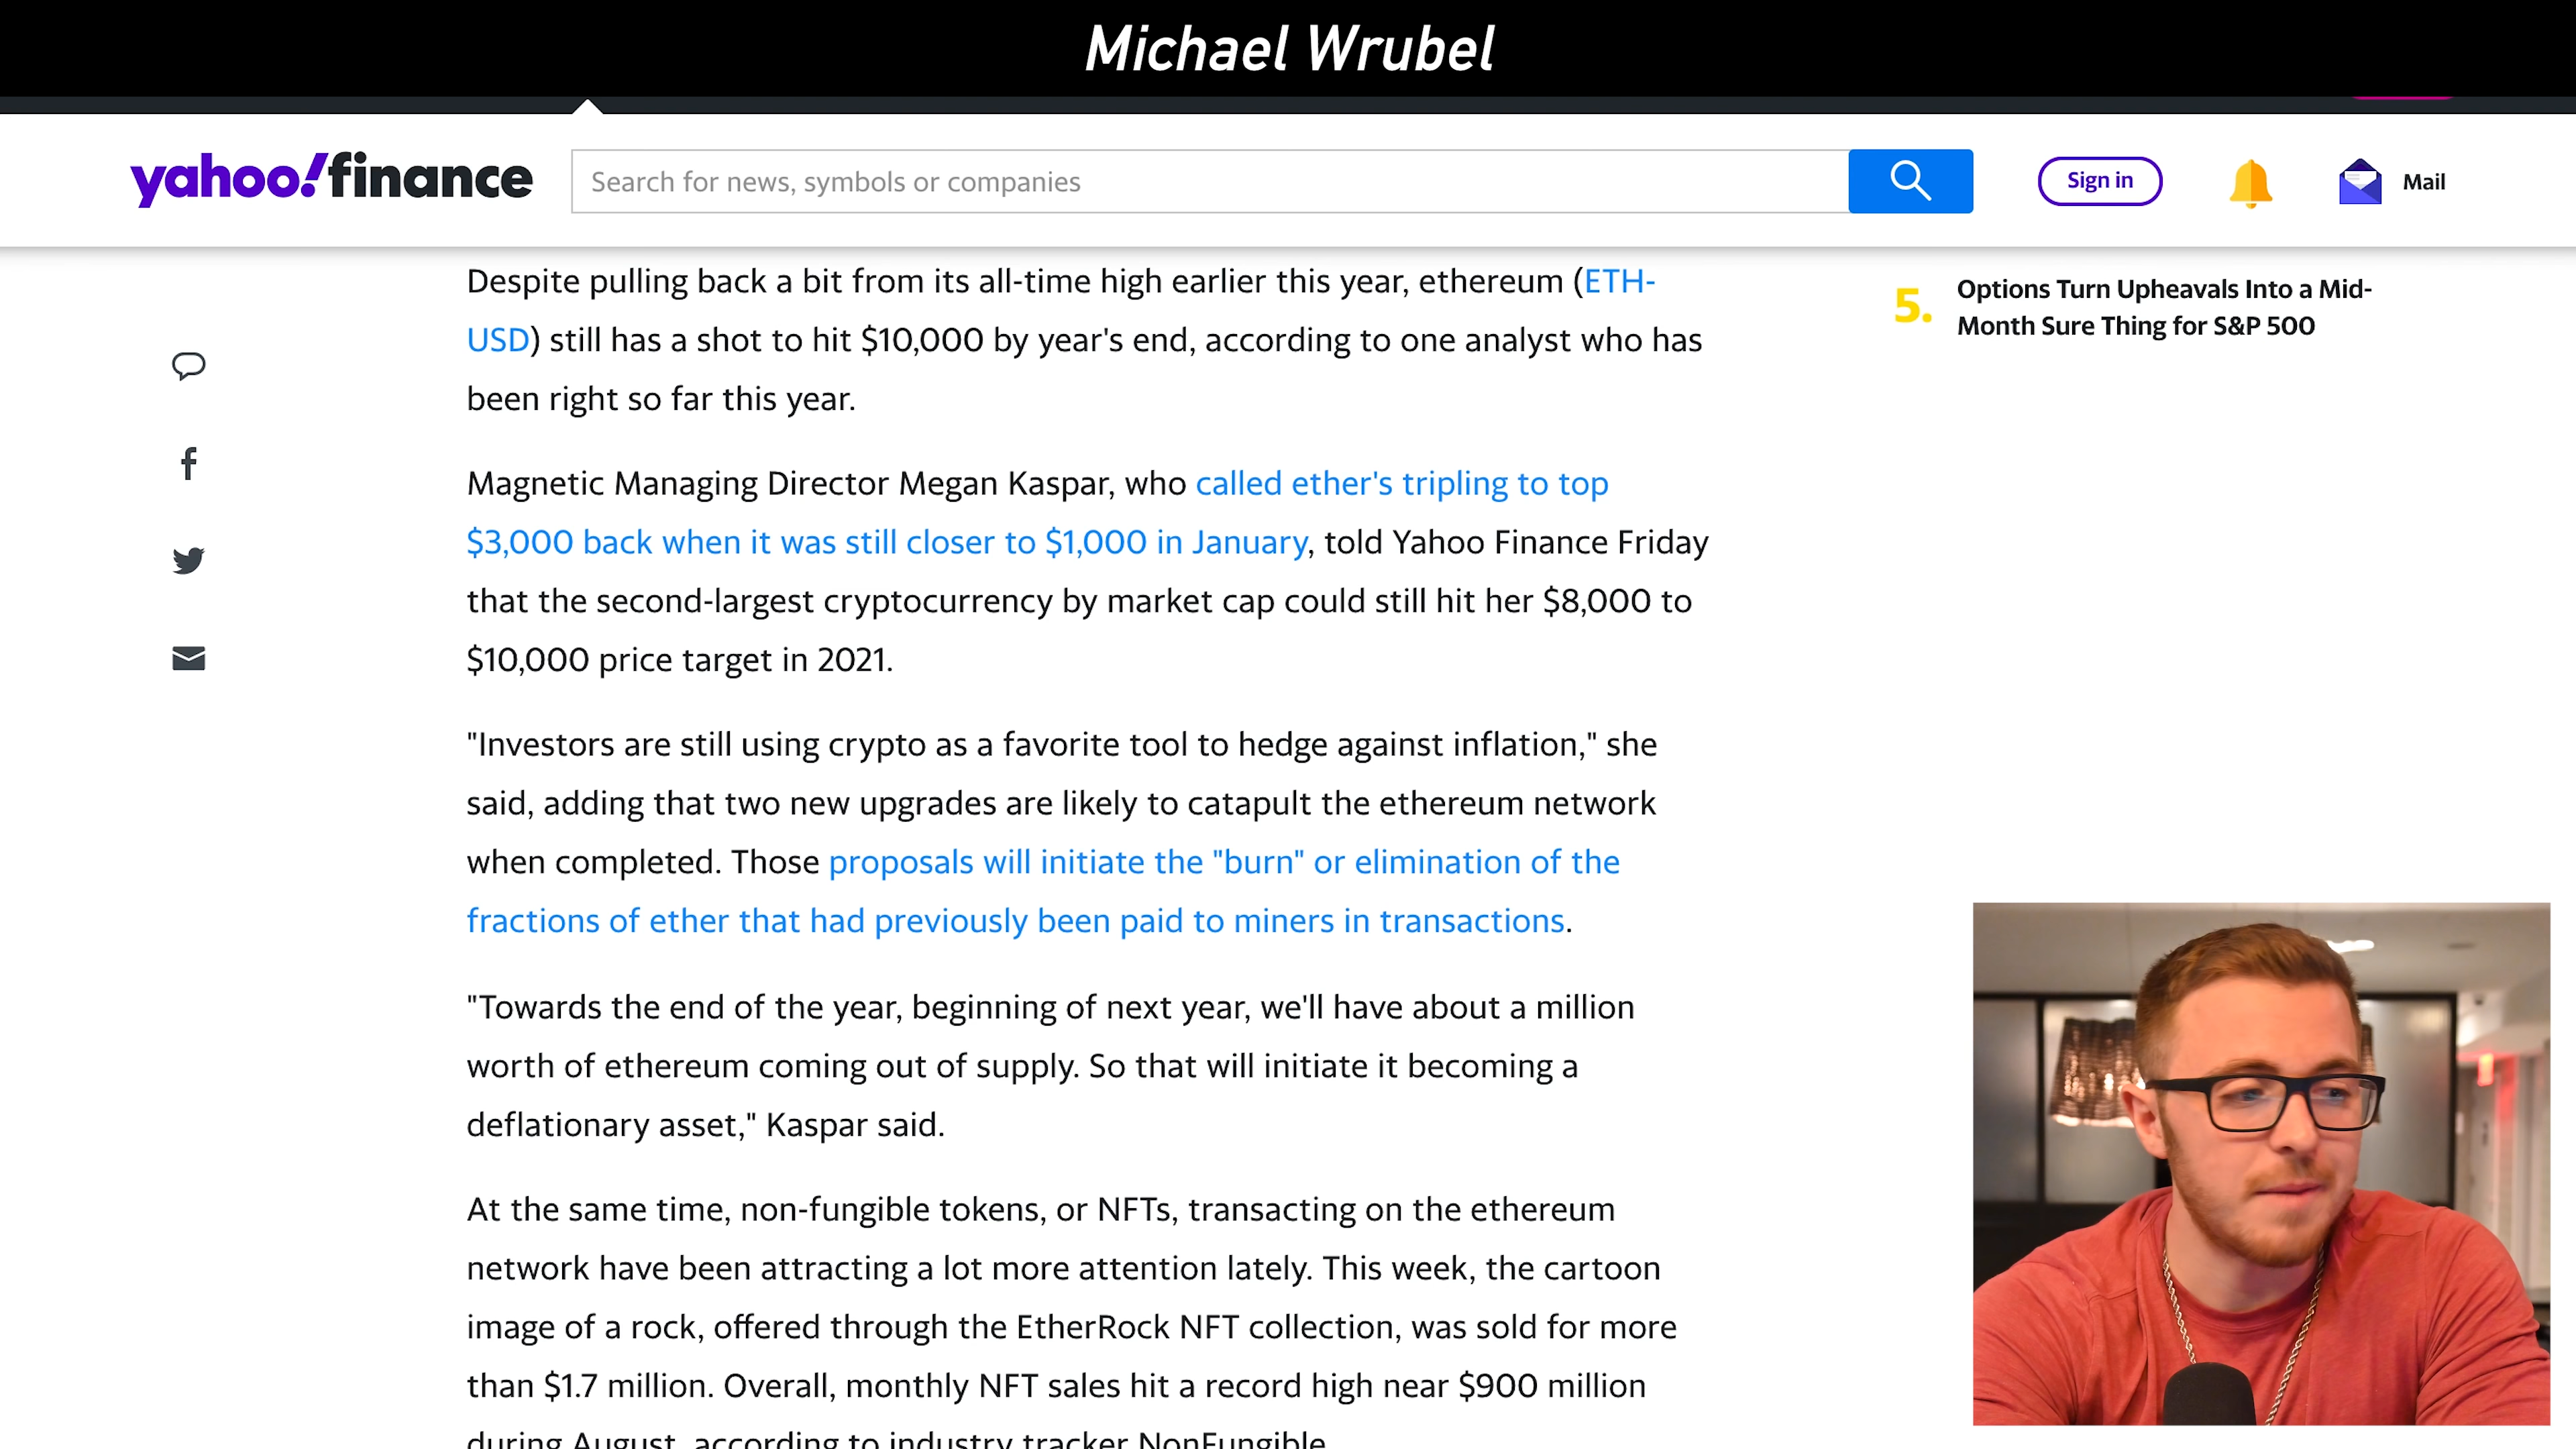 Michael Wrubel
yahoo!finance
Search for news, symbols or companies
Sign in
Mail
Despite pulling back a bit from its all-time high earlier this year, ethereum (ETH-
USD) still has a shot to hit $10,000 by year's end, according to one analyst who has
been right so far this year.
Magnetic Managing Director Megan Kaspar, who called ether's tripling to top
$3,000 back when it was still closer to $1,000 in January, told Yahoo Finance Friday
that the second-largest cryptocurrency by market cap could still hit her $8,000 to
$10,000 price target in 2021.
"Investors are still using crypto as a favorite tool to hedge against inflation," she
said, adding that two new upgrades are likely to catapult the ethereum network
when completed. Those proposals will initiate the "burn" or elimination of the
fractions of ether that had previously been paid to miners in transactions.
"Towards the end of the year, beginning of next year, we'll have about a million
worth of ethereum coming out of supply. So that will initiate it becoming a
deflationary asset," Kaspar said.
At the same time, non-fungible tokens, or NFTs, transacting on the ethereum
network have been attracting a lot more attention lately. This week, the cartoon
image of a rock, offered through the EtherRock NFT collection, was sold for more
than $1.7 million. Overall, monthly NFT sales hit a record high near $900 million
during August, according to industry tracker NonFungible.
5.
Options Turn Upheavals Into a Mid-
Month Sure Thing for S&P 500